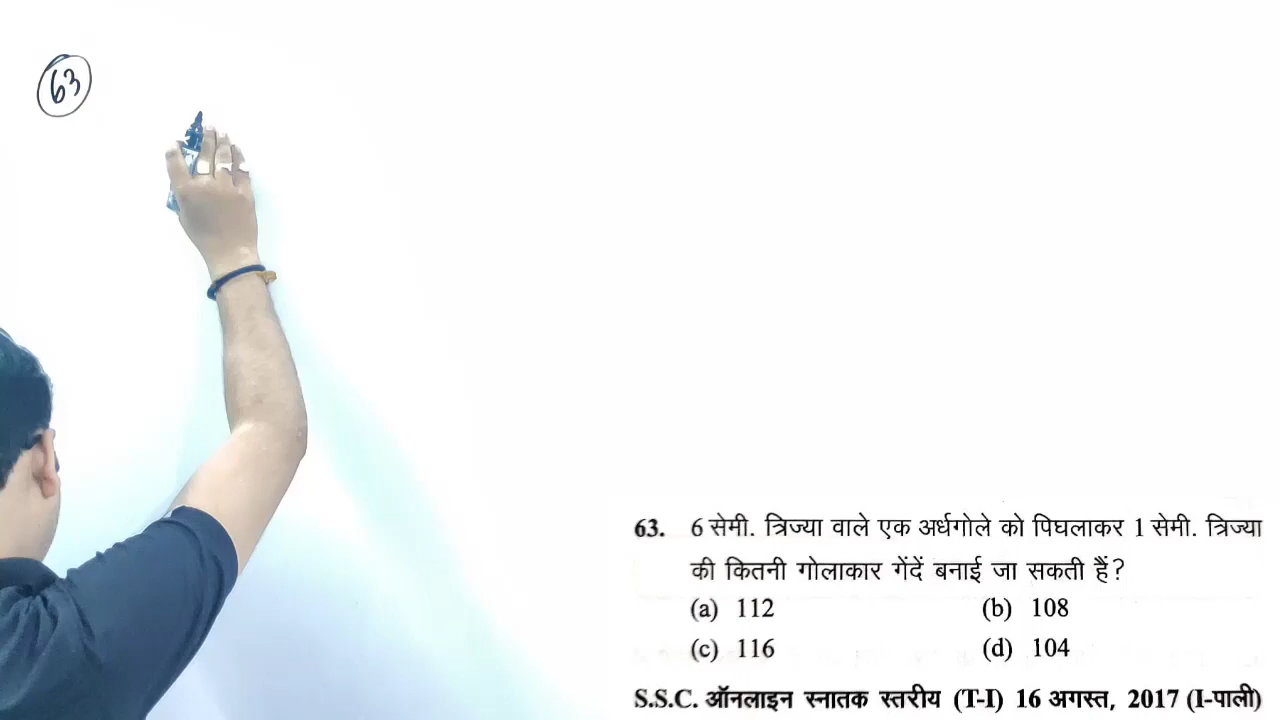 63
63. 6 सेमी. त्रिज्या वाले एक अर्धगोले को पिघलाकर 1 सेमी. त्रिज्या
की कितनी गोलाकार गेंदें बनाई जा सकती हैं?
(a) 112 (b) 108
(c) 116 (d) 104
S.S.C. ऑनलाइन स्नातक स्तरीय (T-I) 16 अगस्त, 2017 (I-पाली)